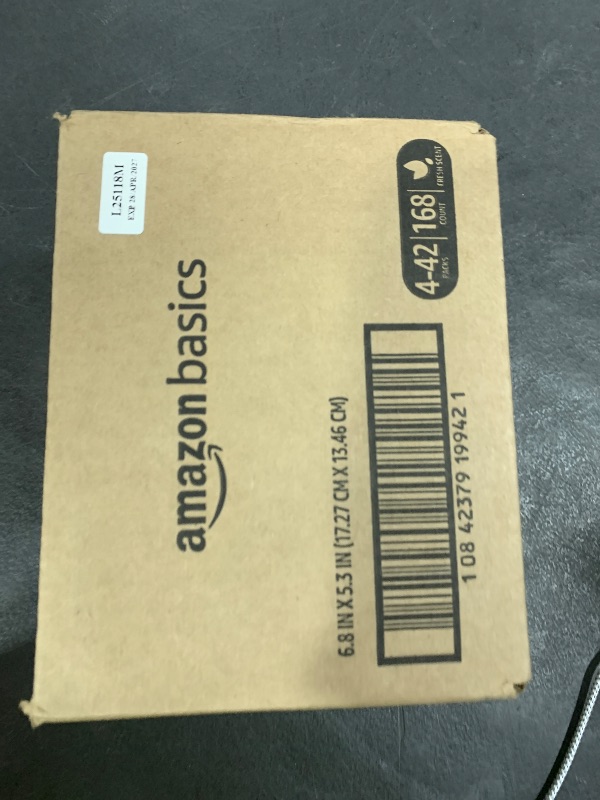 L25118M
EXP 28/APR/2027
amazon basics
4-42|168|
PACKS COUNT FRESH SCENT
6.8 IN X 5.3 IN (17.27 CM X 13.46 CM)
1 08 42379 19942 1